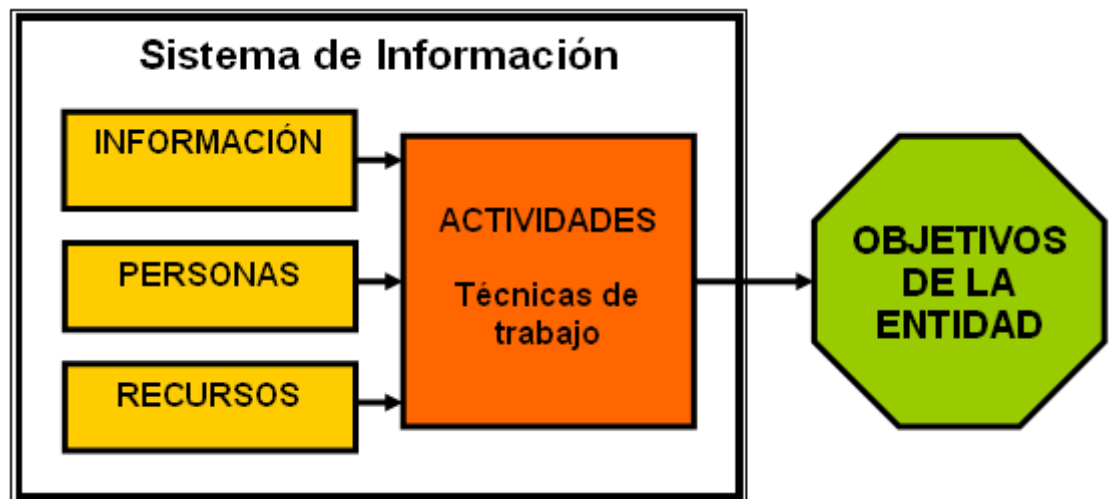 Sistema de Información
INFORMACIÓN
PERSONAS
RECURSOS
ACTIVIDADES
Técnicas de
trabajo
OBJETIVOS
DE LA
ENTIDAD